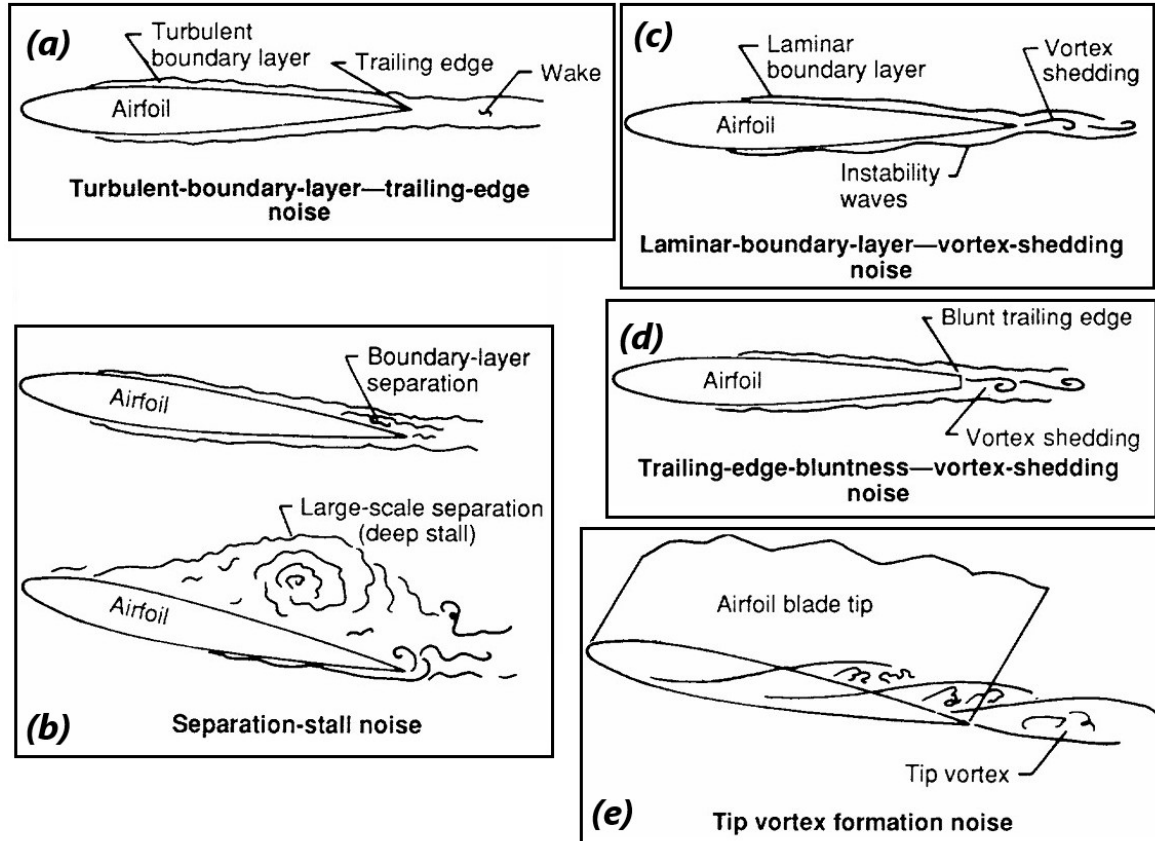 (a)
Turbulent
boundary layer
Trailing edge
Wake
Airfoil
Turbulent-boundary-layer—trailing-edge
noise
Boundary-layer
separation
Airfoil
Large-scale separation
(deep stall)
Airfoil
(b)
Separation-stall noise
(c)
Laminar
boundary layer
Vortex
shedding
Airfoil
Instability
waves
Laminar-boundary-layer—vortex-shedding
noise
(d)
Blunt trailing edge
Airfoil
Vortex shedding
Trailing-edge-bluntness—vortex-shedding
noise
Airfoil blade tip
Tip vortex
(e)
Tip vortex formation noise